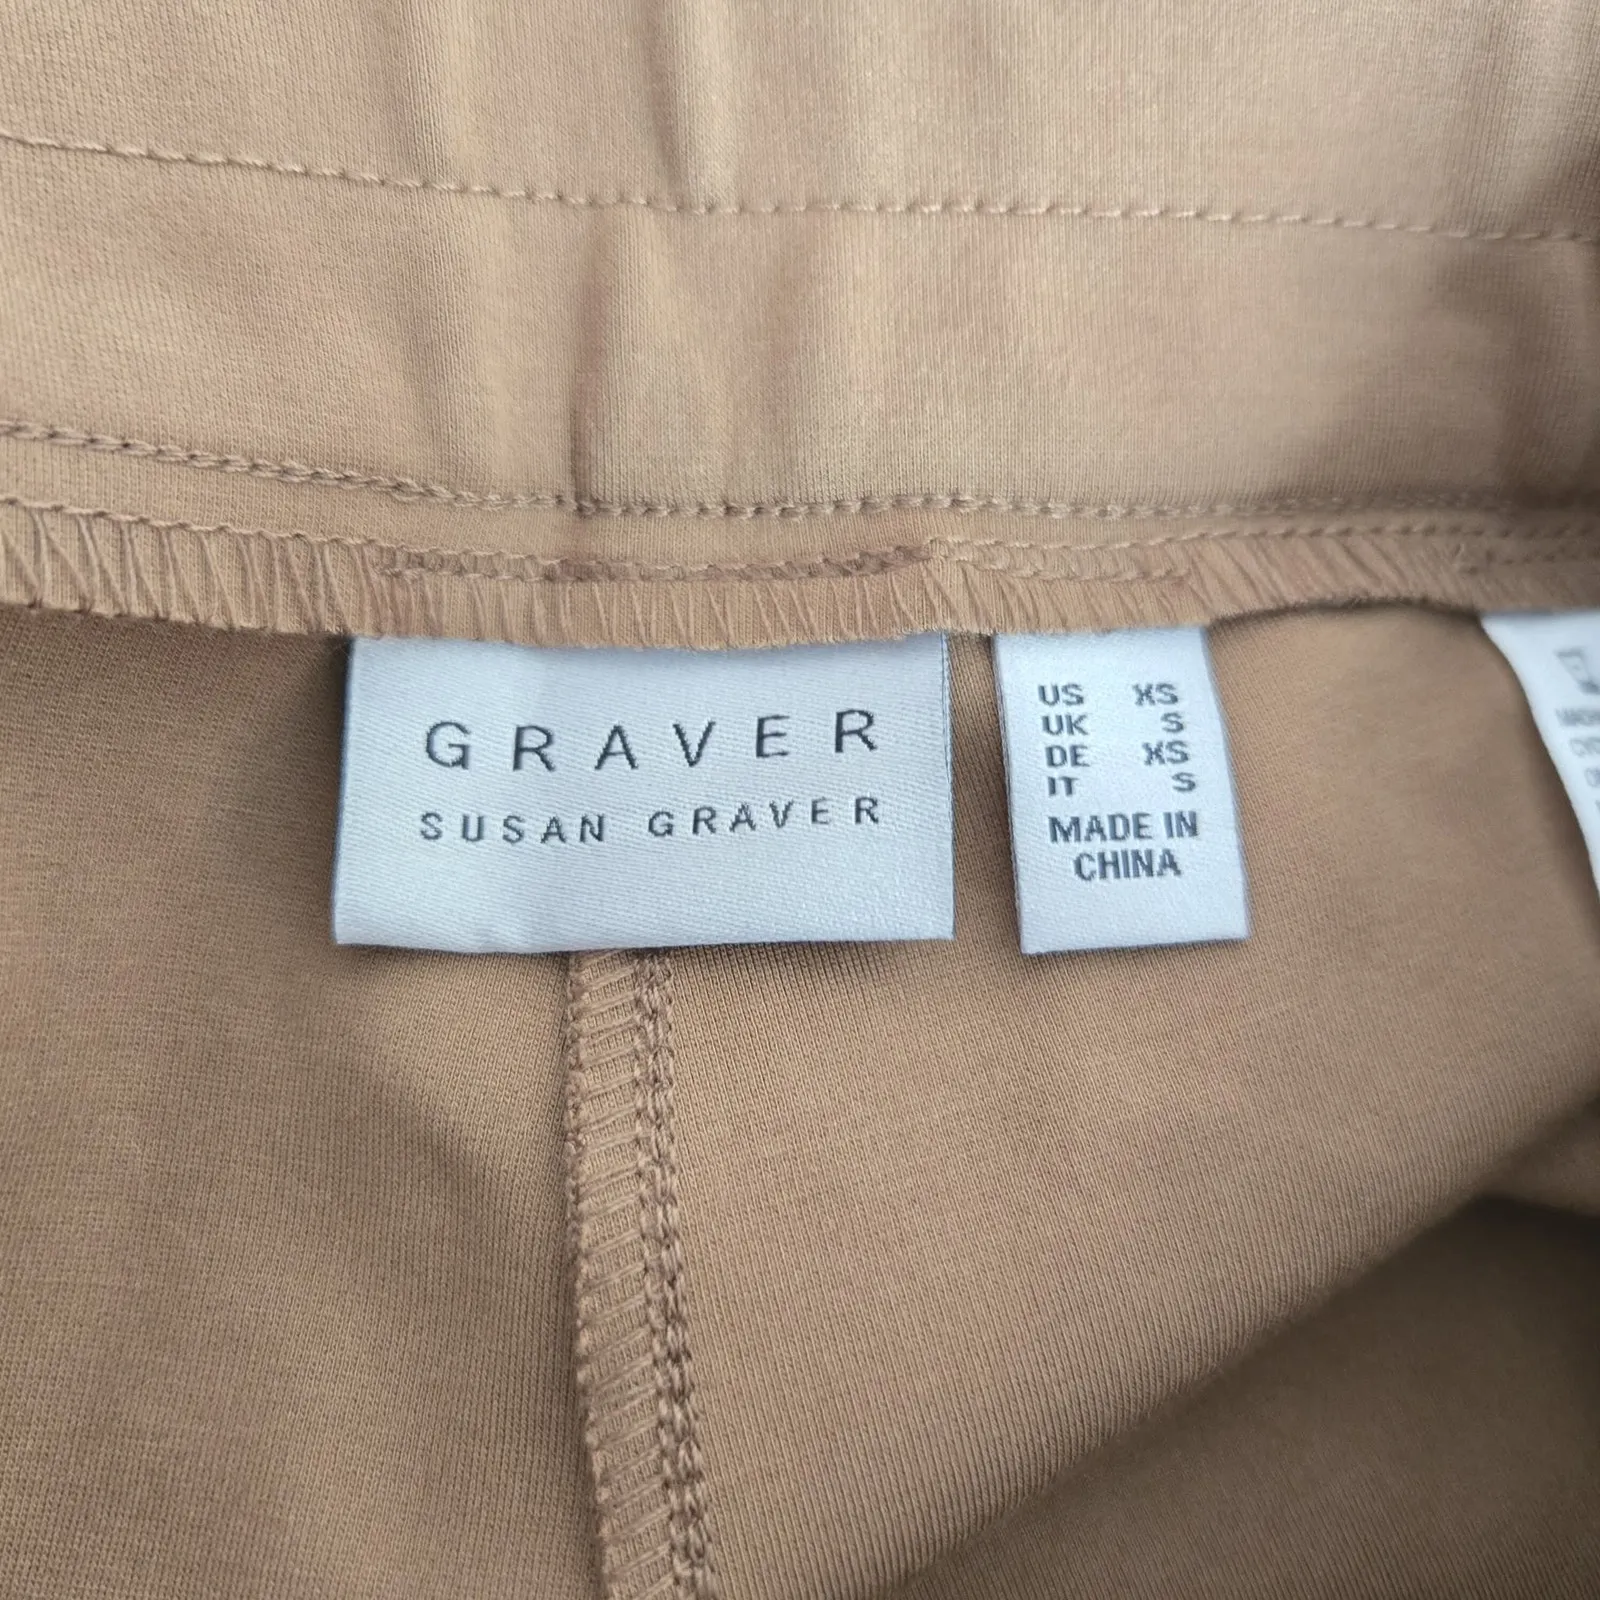 GRAVER
SUSAN GRAVER
US XS
UK S
DE XS
IT S
MADE IN
CHINA